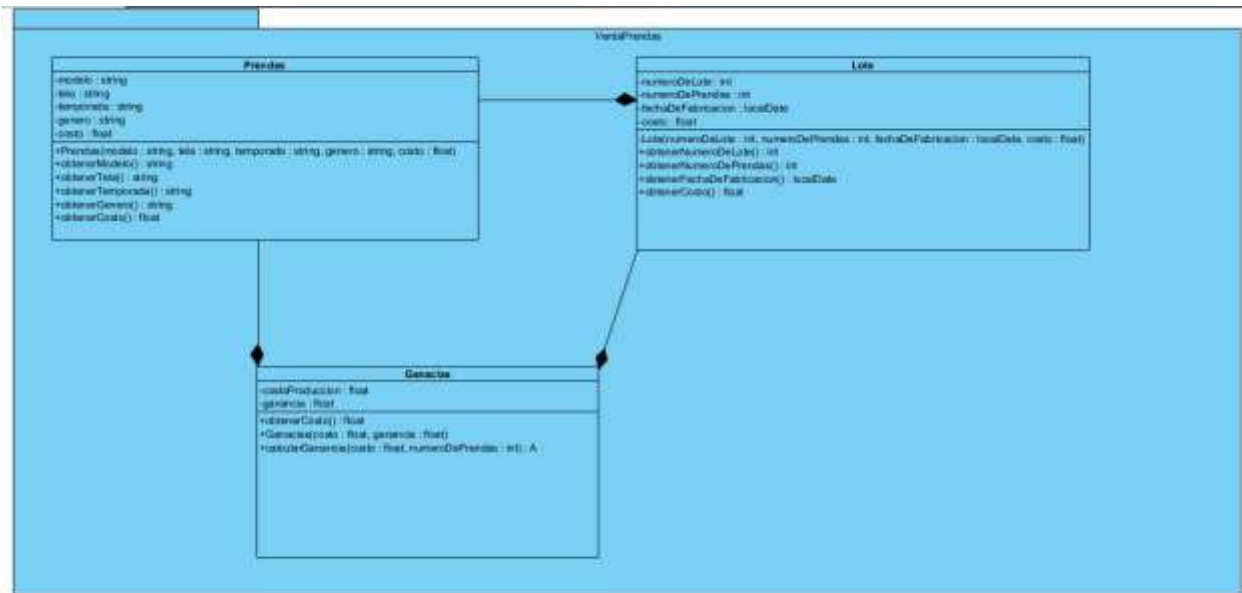 VentaPrendas
Prendas
-modelo : string
-tela : string
-temporada : string
-genero : string
-costo : float
+Prendas(modelo : string, tela : string, temporada : string, genero : string, costo : float)
+obtenerModelo() : string
+obtenerTela() : string
+obtenerTemporada() : string
+obtenerGenero() : string
+obtenerCosto() : float
Lote
-numeroDeLote : int
-numeroDePrendas : int
-fechaDeFabricacion : localDate
-costo : float
-Lote(numeroDeLote : int, numeroDePrendas : int, fechaDeFabricacion : localDate, costo : float)
+obtenerNumeroDeLote() : int
+obtenerNumeroDePrendas() : int
+obtenerFechaDeFabricacion() : localDate
+obtenerCosto() : float
Ganacias
-costoProduccion : float
-ganancia : float
+obtenerCosto() : float
+Ganacias(costo : float, ganancia : float)
+calcularGanancia(costo : float, numeroDePrendas : int) : A